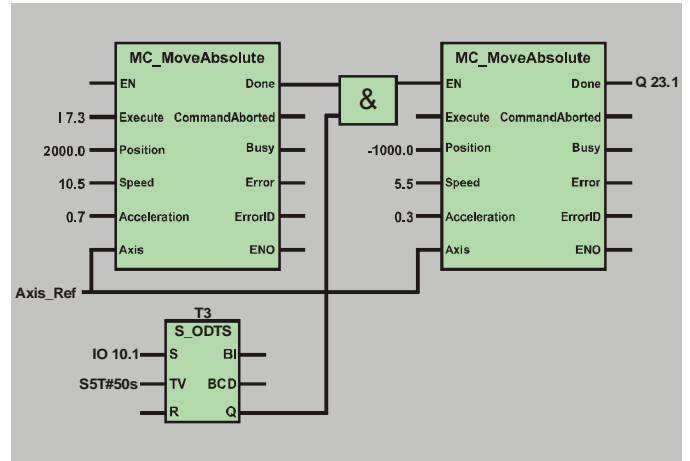 MC_MoveAbsolute
EN Done
I 7.3 Execute CommandAborted
2000.0 Position Busy
10.5 Speed Error
0.7 Acceleration ErrorID
Axis ENO
Axis_Ref
&
MC_MoveAbsolute
EN Done Q 23.1
Execute CommandAborted
-1000.0 Position Busy
5.5 Speed Error
0.3 Acceleration ErrorID
Axis ENO
T3
S_ODTS
IO 10.1 S BI
S5T#50s TV BCD
R Q